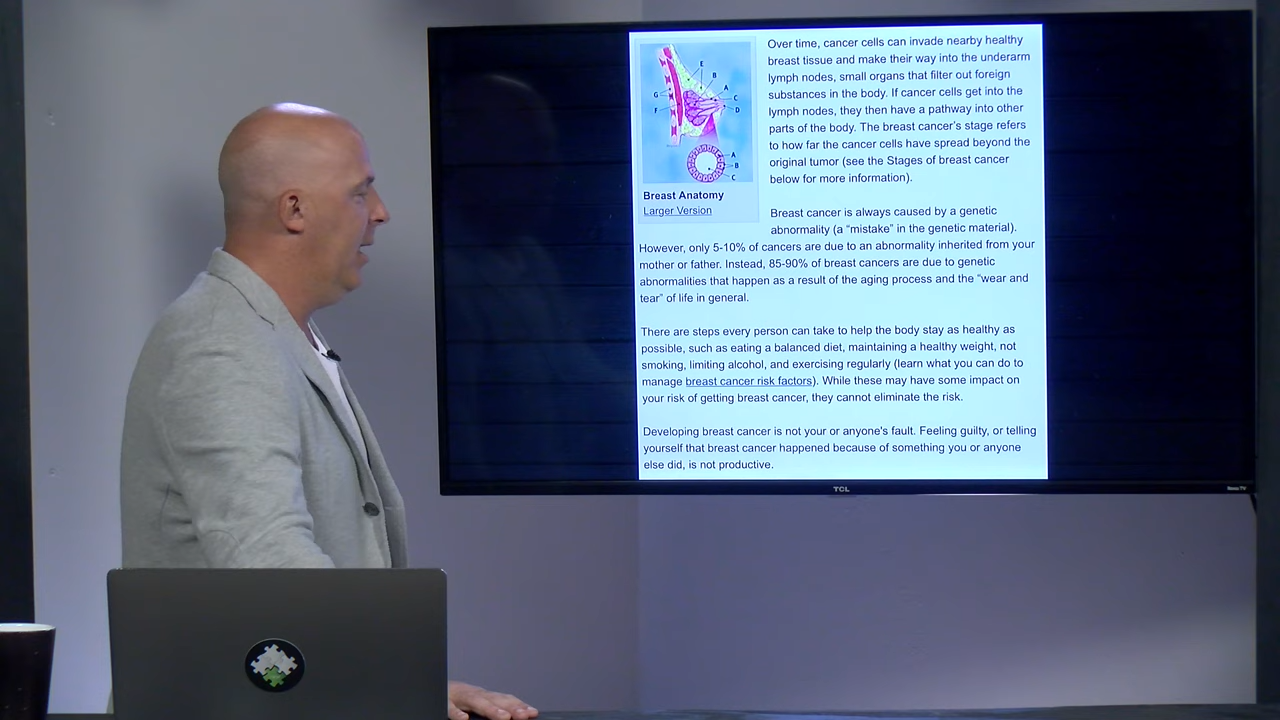 Over time, cancer cells can invade nearby healthy
breast tissue and make their way into the underarm
lymph nodes, small organs that filter out foreign
substances in the body. If cancer cells get into the
lymph nodes, they then have a pathway into other
parts of the body. The breast cancer's stage refers
to how far the cancer cells have spread beyond the
original tumor (see the Stages of breast cancer
below for more information).
E
B
A
G
C
F
D
A
B
C
Breast Anatomy
Larger Version
Breast cancer is always caused by a genetic
abnormality (a “mistake” in the genetic material).
However, only 5-10% of cancers are due to an abnormality inherited from your
mother or father. Instead, 85-90% of breast cancers are due to genetic
abnormalities that happen as a result of the aging process and the “wear and
tear” of life in general.
There are steps every person can take to help the body stay as healthy as
possible, such as eating a balanced diet, maintaining a healthy weight, not
smoking, limiting alcohol, and exercising regularly (learn what you can do to
manage breast cancer risk factors). While these may have some impact on
your risk of getting breast cancer, they cannot eliminate the risk.
Developing breast cancer is not your or anyone's fault. Feeling guilty, or telling
yourself that breast cancer happened because of something you or anyone
else did, is not productive.
TCL
Roku TV